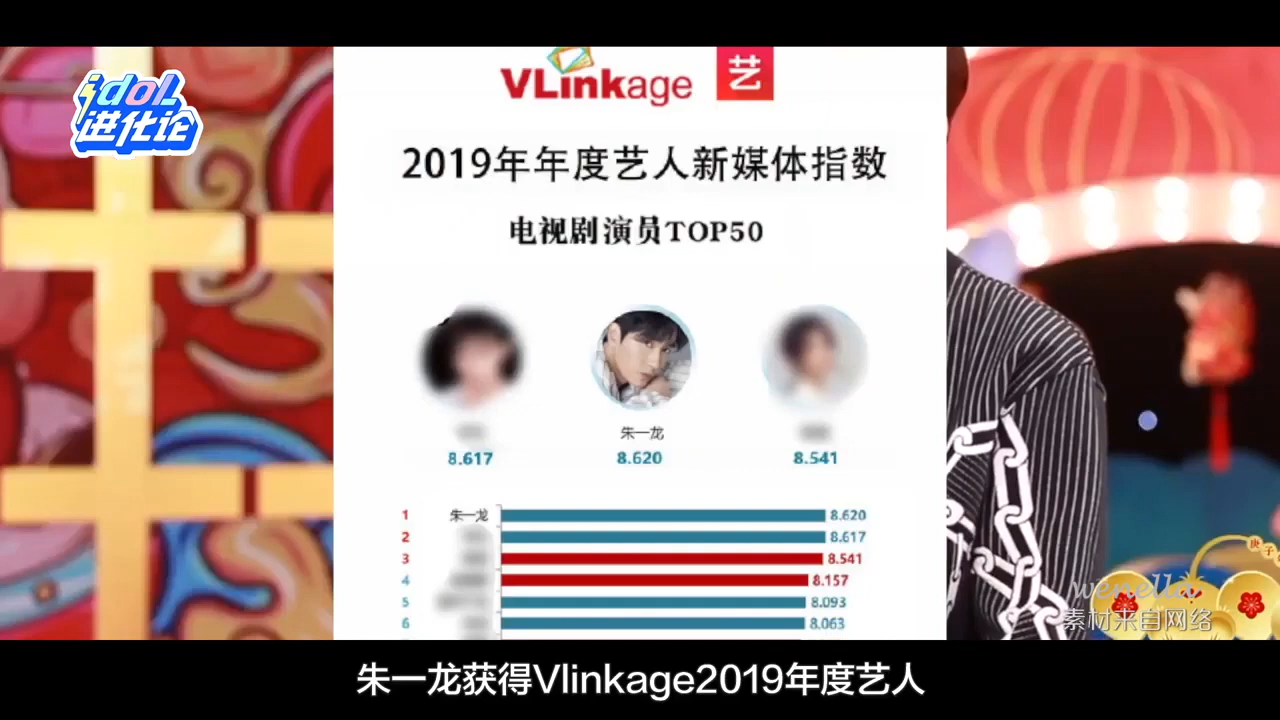 idol
进化论
VLinkage
艺
2019年年度艺人新媒体指数
电视剧演员TOP50
朱一龙
8.617
8.620
8.541
1 朱一龙 8.620
2 8.617
3 8.541
4 8.157
5 8.093
6 8.063
庚子
wenella
素材来自网络
朱一龙获得Vlinkage2019年度艺人